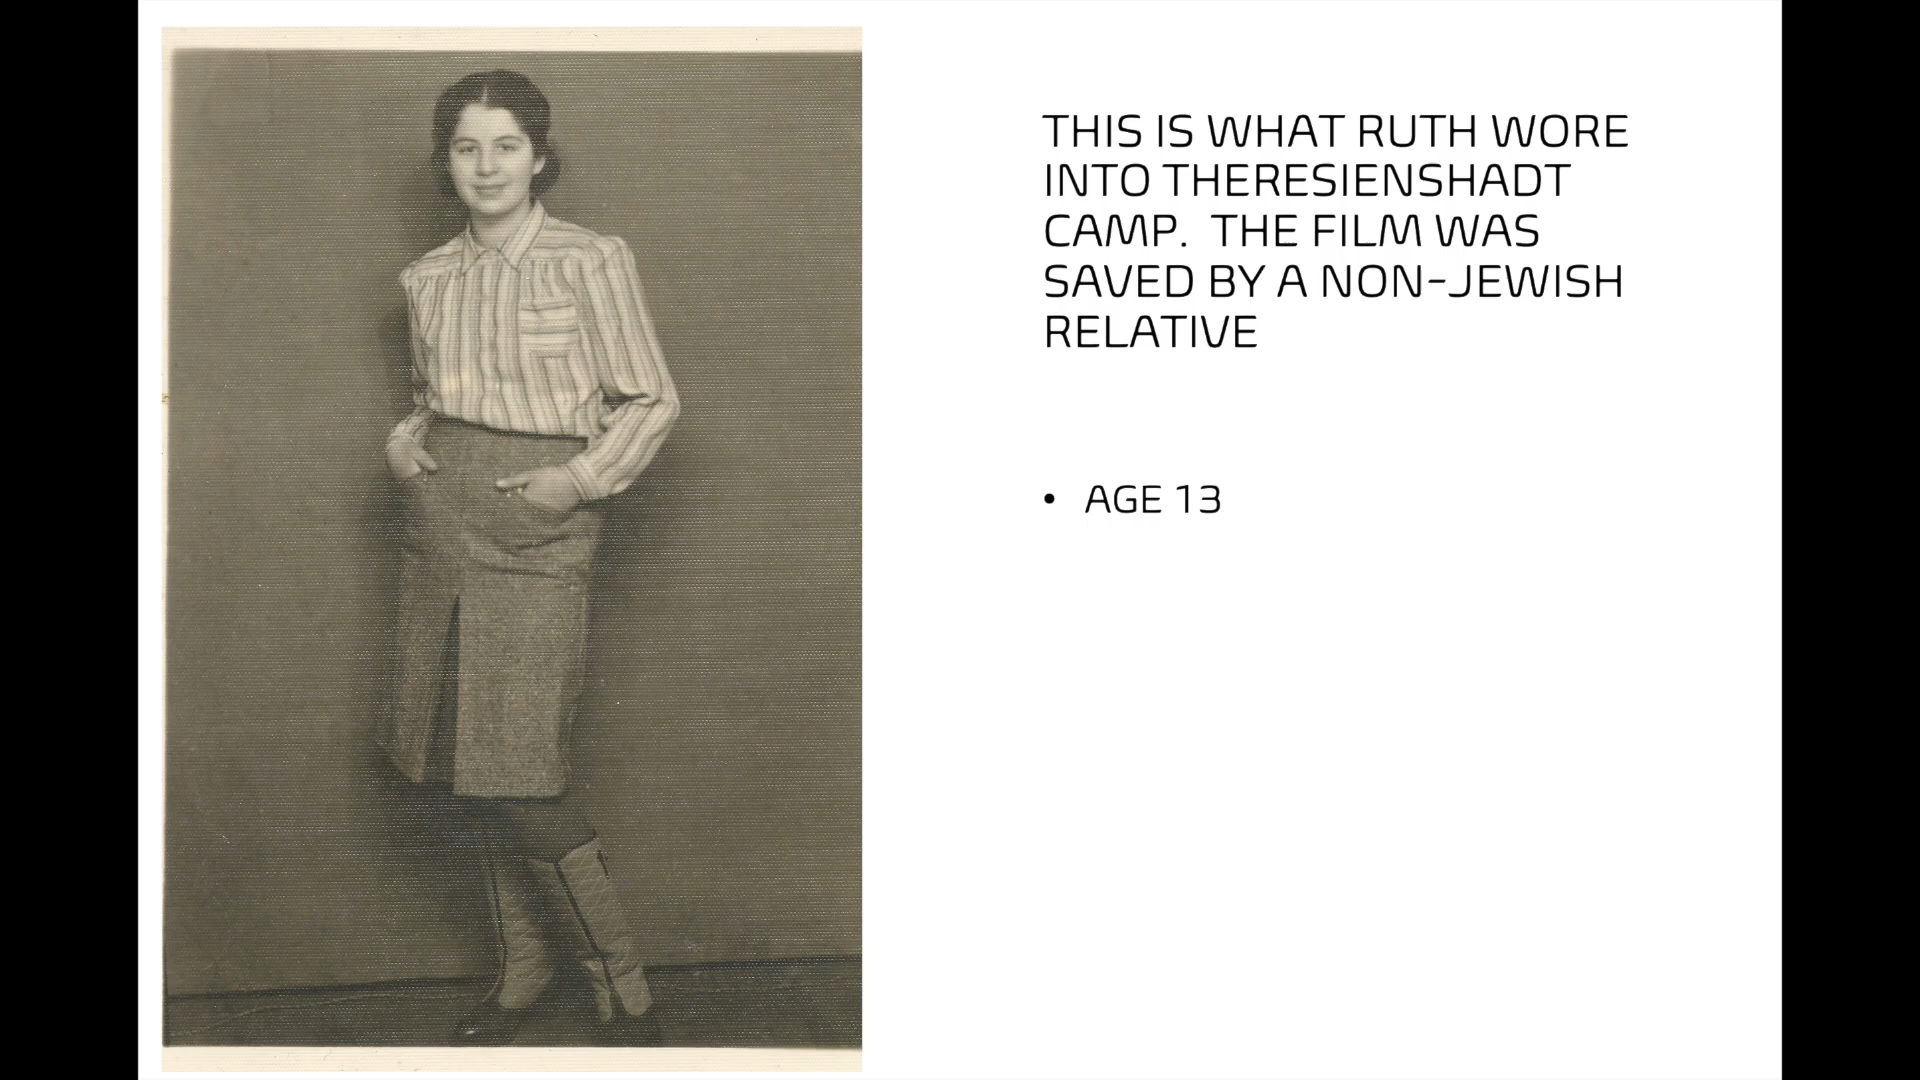 THIS IS WHAT RUTH WORE
INTO THERESIENSHADT
CAMP.  THE FILM WAS
SAVED BY A NON-JEWISH
RELATIVE
• AGE 13